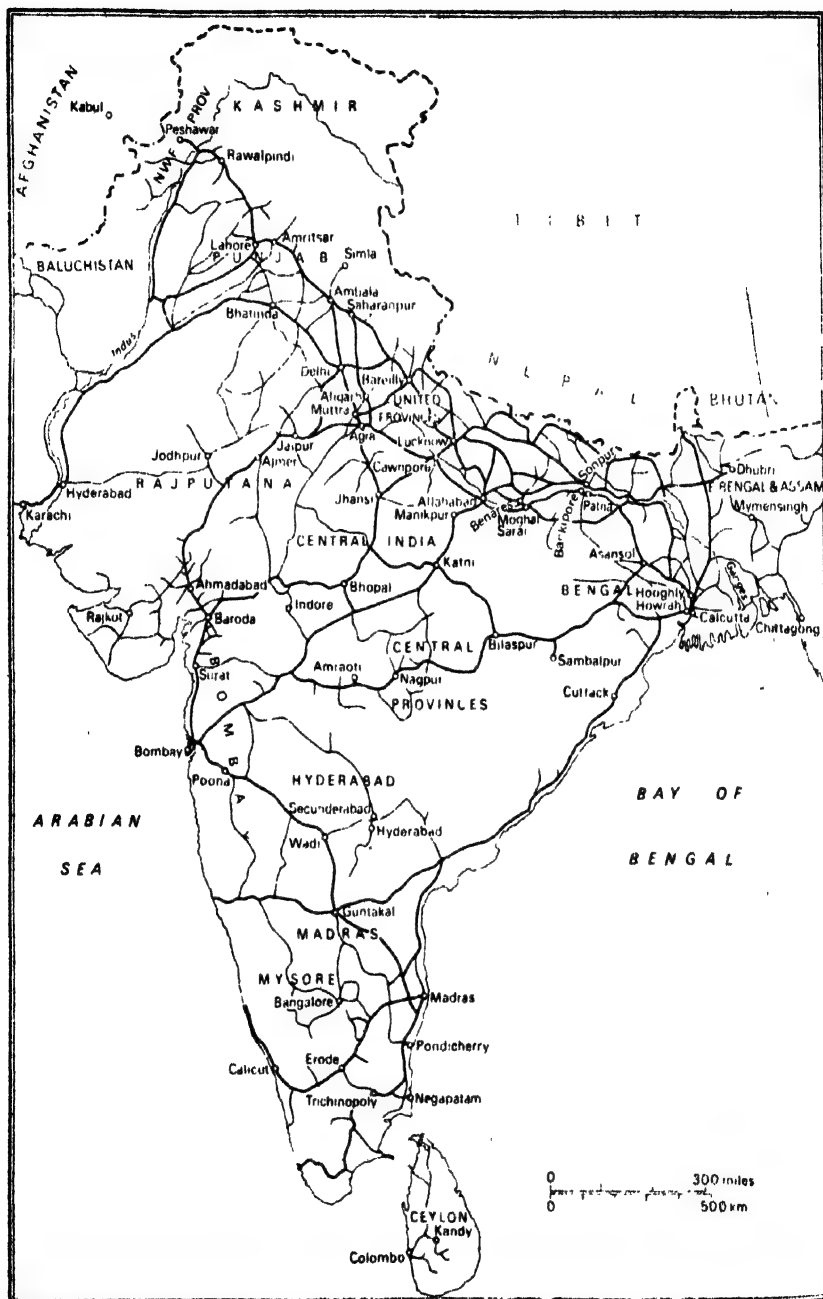 AFGHANISTAN
Kabul
NWF PROV
KASHMIR
Peshawar
Rawalpindi
TIBET
Lahore
Amritsar
PUNJAB
Simla
BALUCHISTAN
Ambala
Saharanpur
Bhatinda
Indus
NEPAL
Delhi
Bareilly
BHUTAN
Aligarh
UNITED
PROVINCES
Muttra
Agra
Lucknow
Jaipur
Sonpur
Jodhpur
Ajmer
Cawnpore
Dhubri
RAJPUTANA
E BENGAL & ASSAM
Hyderabad
Jhansi
Allahabad
Benares
Bankipore
Patna
Mymensingh
Karachi
Manikpur
Moghal
Sarai
CENTRAL INDIA
Asansol
Katni
Ganges
Ahmadabad
Bhopal
BENGAL
Hooghly
Indore
Howrah
Rajkot
Baroda
Calcutta
Chittagong
CENTRAL
Bilaspur
Sambalpur
Surat
Amraoti
Nagpur
PROVINCES
Cuttack
BOMBAY
Bombay
Poona
HYDERABAD
BAY OF
Secunderabad
ARABIAN
Wadi
Hyderabad
BENGAL
SEA
Guntakal
MADRAS
MYSORE
Bangalore
Madras
Pondicherry
Erode
Calicut
Trichinopoly
Negapatam
0 300 miles
0 500 km
CEYLON
Kandy
Colombo